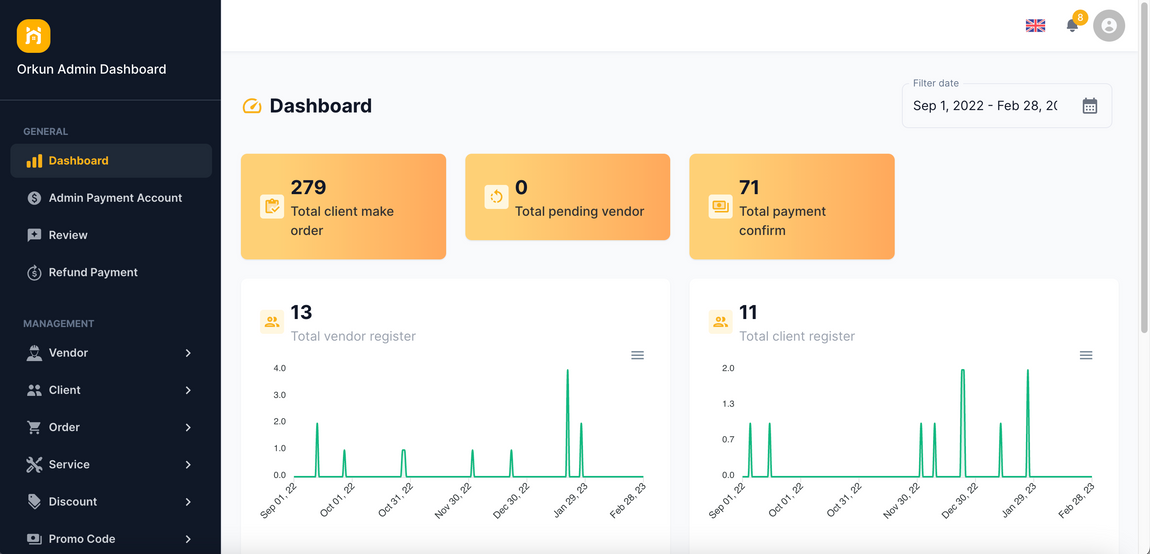 Orkun Admin Dashboard
GENERAL
Dashboard
Admin Payment Account
Review
Refund Payment
MANAGEMENT
Vendor
Client
Order
Service
Discount
Promo Code
8
Dashboard
Filter date
Sep 1, 2022 - Feb 28, 20
279
Total client make
order
0
Total pending vendor
71
Total payment
confirm
13
Total vendor register
4.0
3.0
2.0
1.0
0.0
Sep 01, 22
Oct 01, 22
Oct 31, 22
Nov 30, 22
Dec 30, 22
Jan 29, 23
Feb 28, 23
11
Total client register
2.0
1.3
0.7
0.0
Sep 01, 22
Oct 01, 22
Oct 31, 22
Nov 30, 22
Dec 30, 22
Jan 29, 23
Feb 28, 23